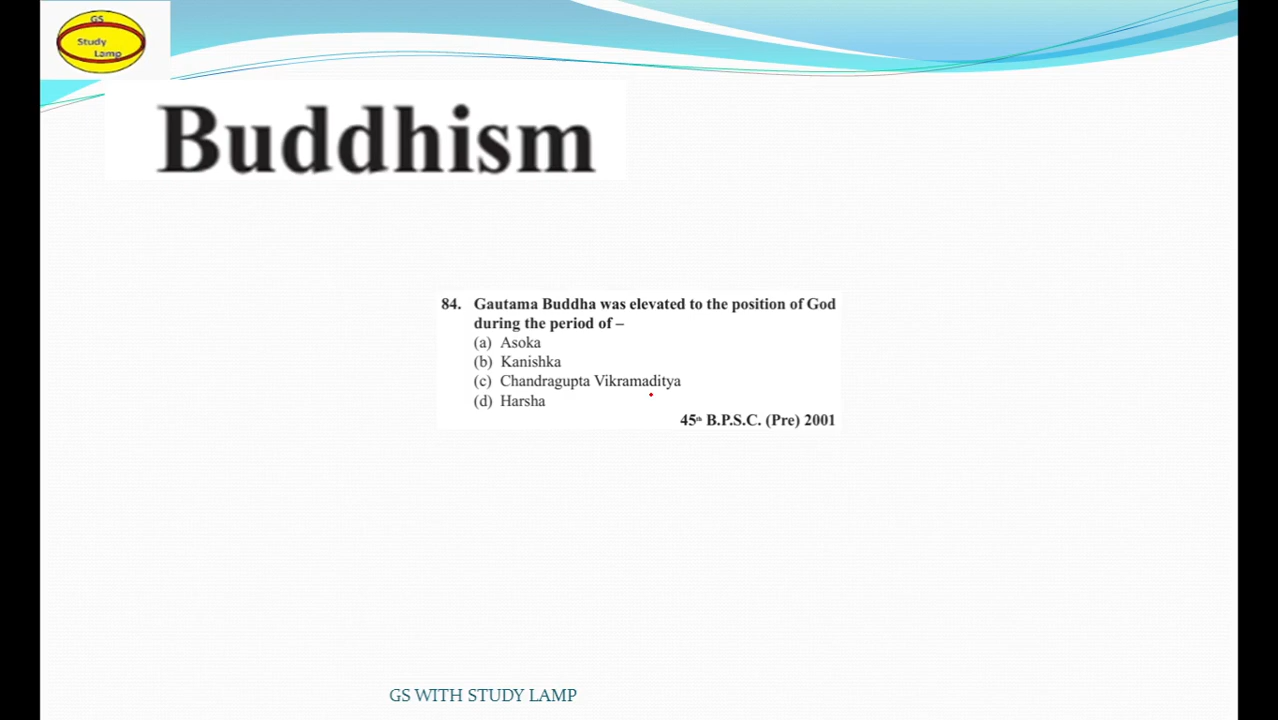 GS
Study
Lamp
Buddhism
84. Gautama Buddha was elevated to the position of God
during the period of –
(a) Asoka
(b) Kanishka
(c) Chandragupta Vikramaditya
(d) Harsha
45th B.P.S.C. (Pre) 2001
GS WITH STUDY LAMP